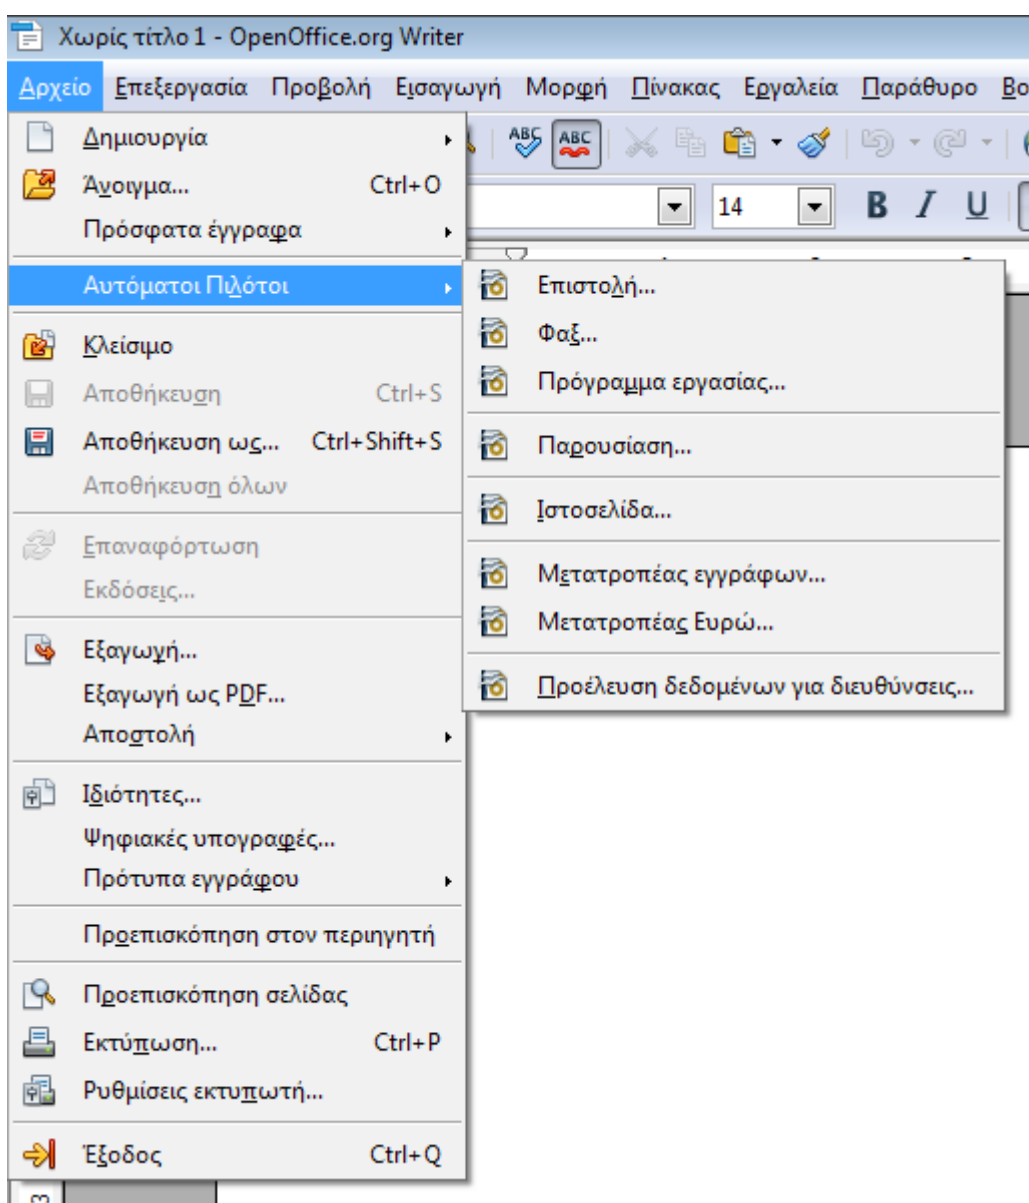 Χωρίς τίτλο 1 - OpenOffice.org Writer
Αρχείο Επεξεργασία Προβολή Εισαγωγή Μορφή Πίνακας Εργαλεία Παράθυρο
Δημιουργία
ABC ABC
Άνοιγμα... Ctrl+O
14 B I U
Πρόσφατα έγγραφα
Αυτόματοι Πιλότοι
Επιστολή...
Φαξ...
Πρόγραμμα εργασίας...
Παρουσίαση...
Ιστοσελίδα...
Μετατροπέας εγγράφων...
Μετατροπέας Ευρώ...
Προέλευση δεδομένων για διευθύνσεις...
Κλείσιμο
Αποθήκευση Ctrl+S
Αποθήκευση ως... Ctrl+Shift+S
Αποθήκευση όλων
Επαναφόρτωση
Εκδόσεις...
Εξαγωγή...
Εξαγωγή ως PDF...
Αποστολή
Ιδιότητες...
Ψηφιακές υπογραφές...
Πρότυπα εγγράφου
Προεπισκόπηση στον περιηγητή
Προεπισκόπηση σελίδας
Εκτύπωση... Ctrl+P
Ρυθμίσεις εκτυπωτή...
Έξοδος Ctrl+Q
3